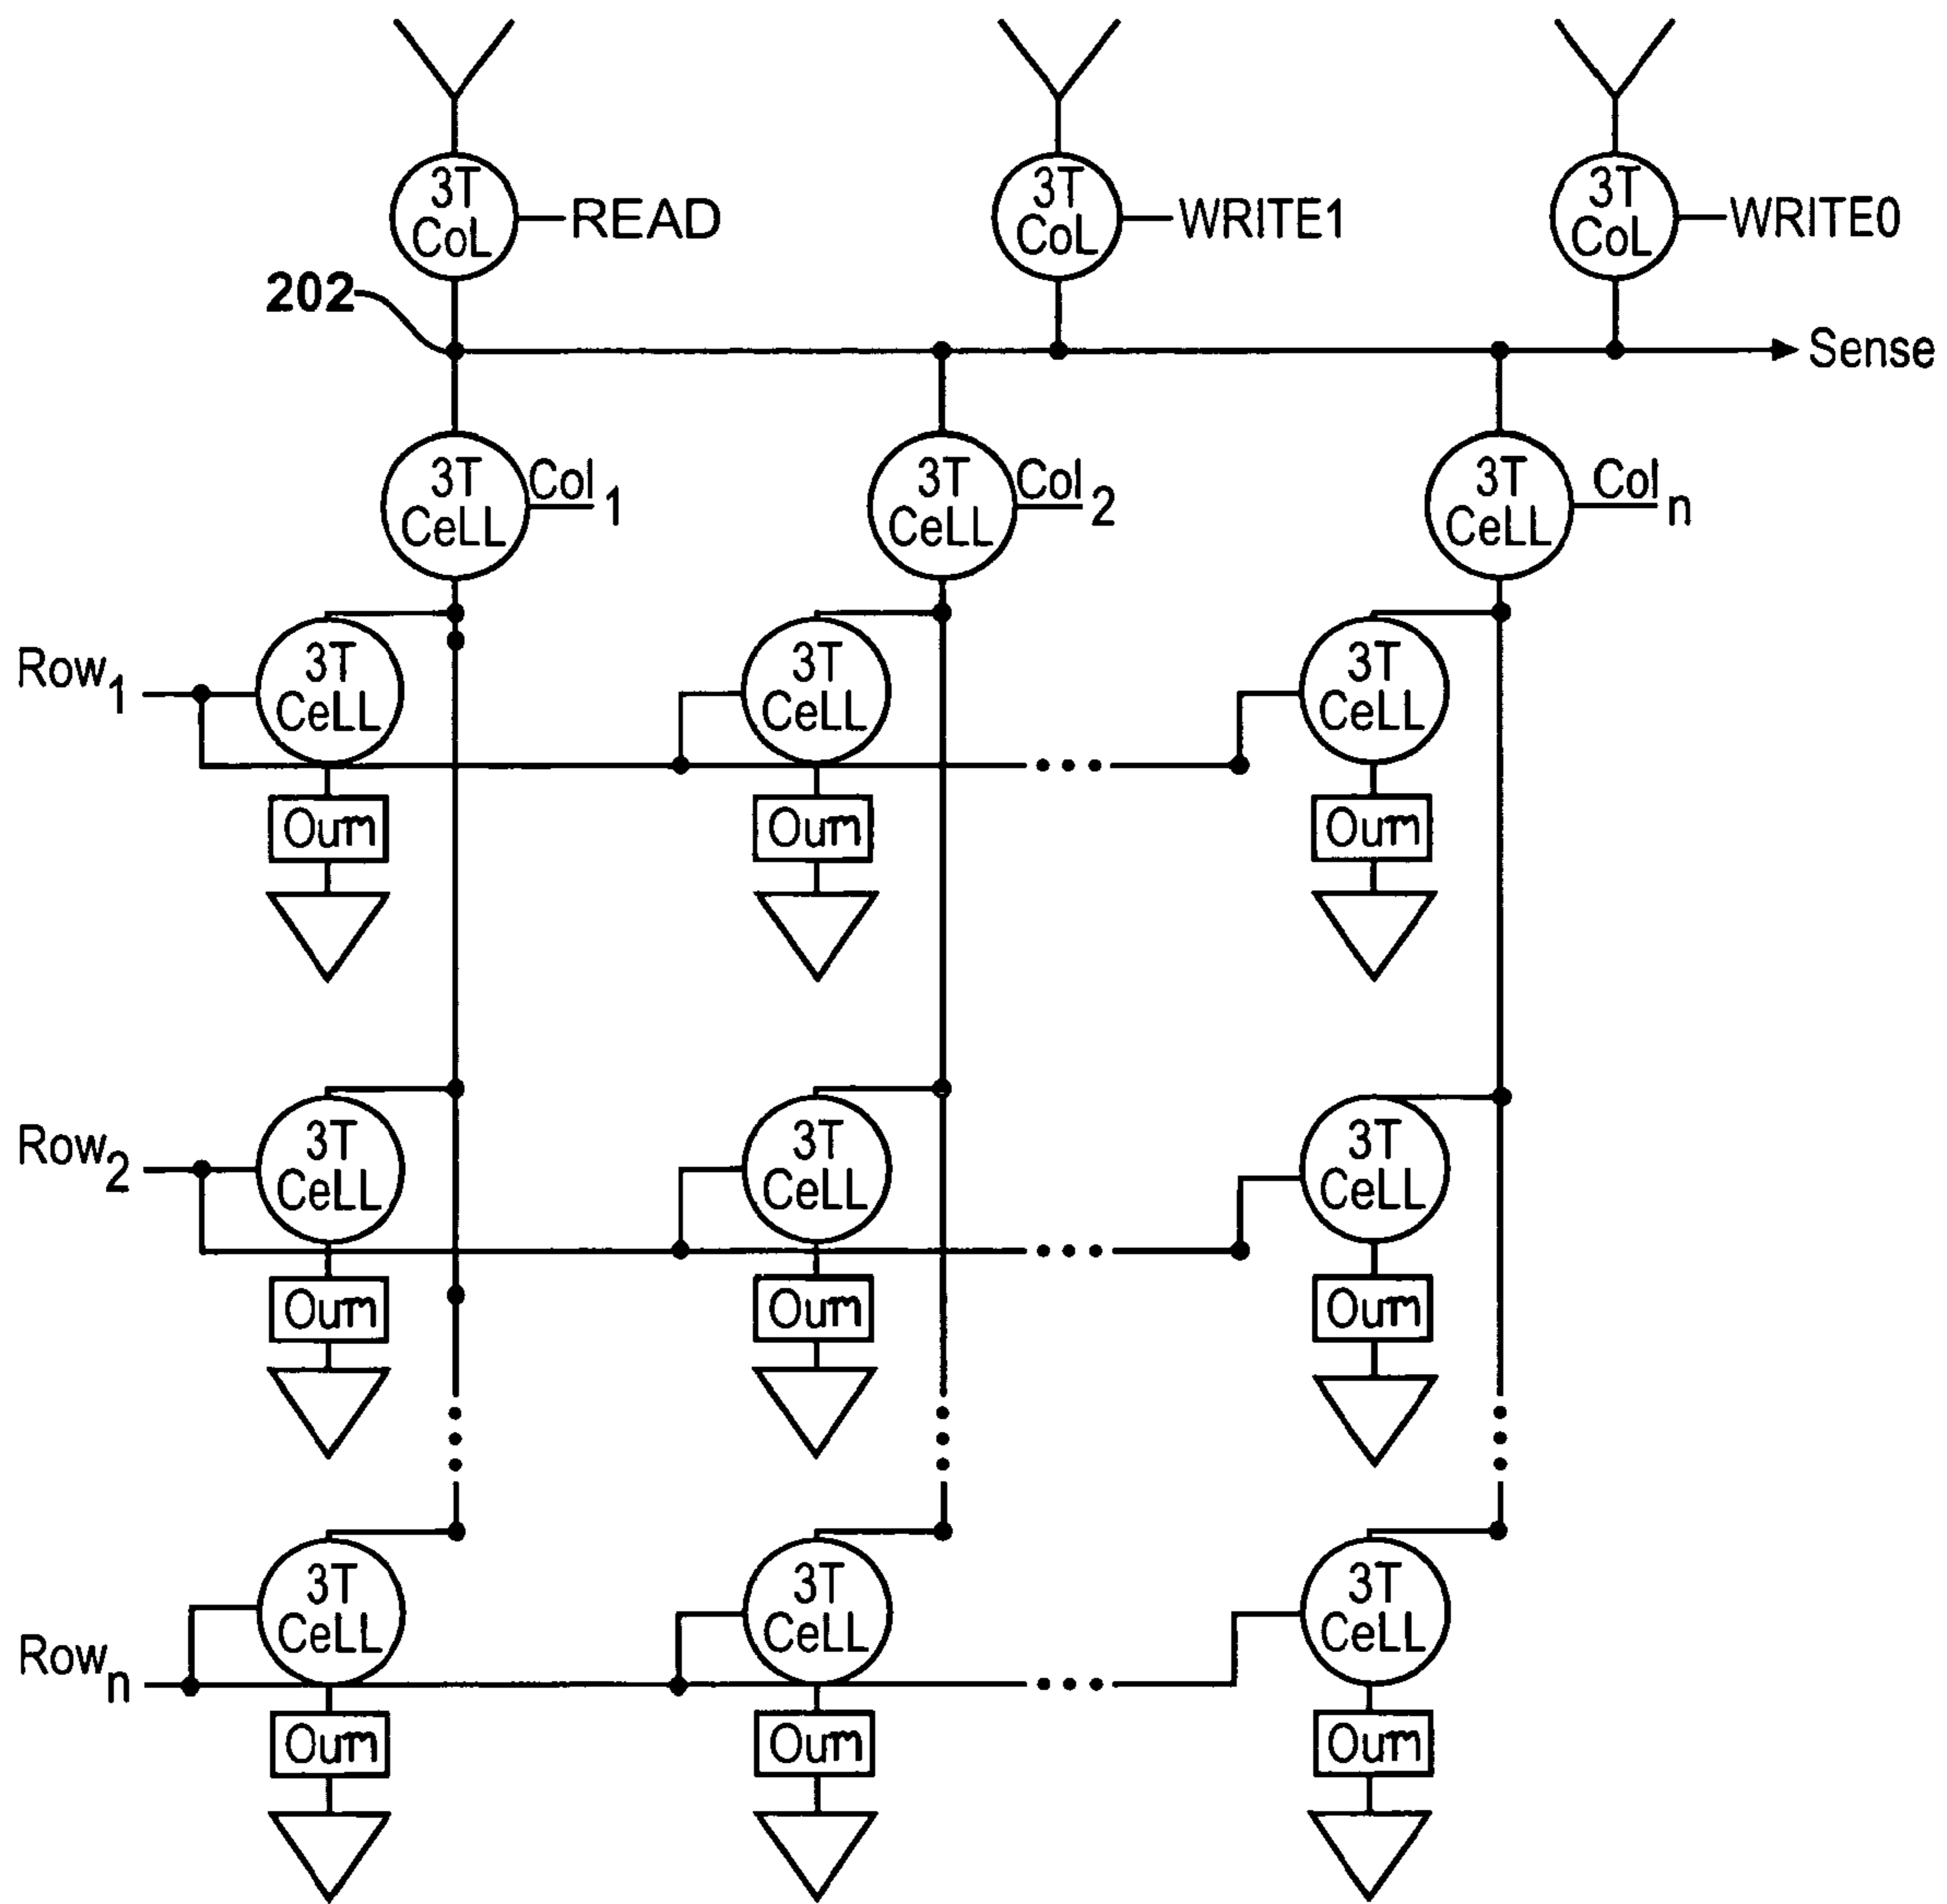 3T
CoL
READ
3T
CoL
WRITE1
3T
CoL
WRITE0
202
Sense
3T
CeLL
Col 1
3T
CeLL
Col 2
3T
CeLL
Col n
Row 1
3T
CeLL
3T
CeLL
3T
CeLL
Oum
Oum
Oum
Row 2
3T
CeLL
3T
CeLL
3T
CeLL
Oum
Oum
Oum
Row n
3T
CeLL
3T
CeLL
3T
CeLL
Oum
Oum
Oum